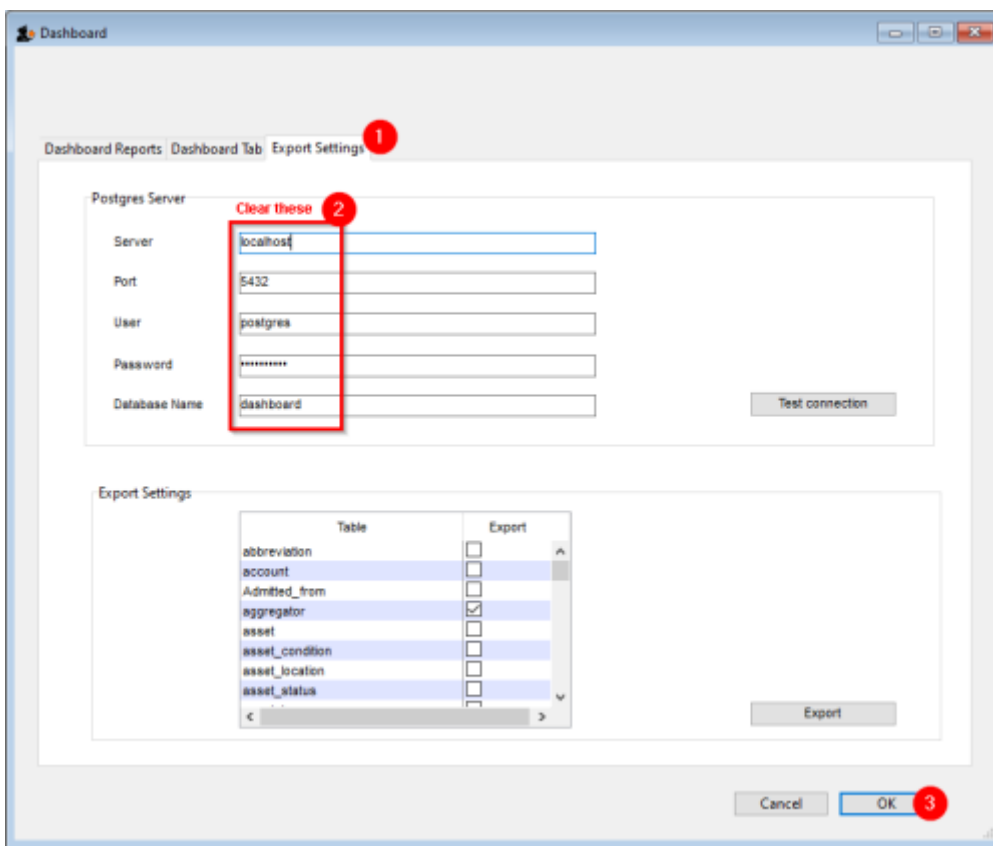 Dashboard
Dashboard Reports Dashboard Tab Export Settings 1
Postgres Server
Clear these 2
Server localhost
Port 5432
User postgres
Password •••••••••••
Database Name dashboard
Test connection
Export Settings
Table Export
abbreviation
account
Admitted_from
aggregator
asset
asset_condition
asset_location
asset_status
Export
Cancel OK 3